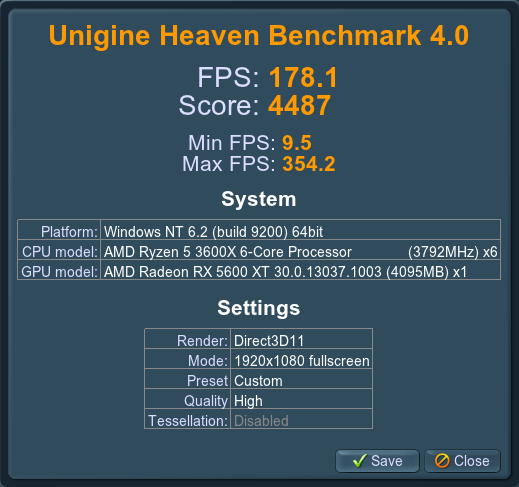 Unigine Heaven Benchmark 4.0
FPS: 178.1
Score: 4487
Min FPS: 9.5
Max FPS: 354.2
System
Platform: Windows NT 6.2 (build 9200) 64bit
CPU model: AMD Ryzen 5 3600X 6-Core Processor (3792MHz) x6
GPU model: AMD Radeon RX 5600 XT 30.0.13037.1003 (4095MB) x1
Settings
Render: Direct3D11
Mode: 1920x1080 fullscreen
Preset Custom
Quality High
Tessellation: Disabled
Save Close